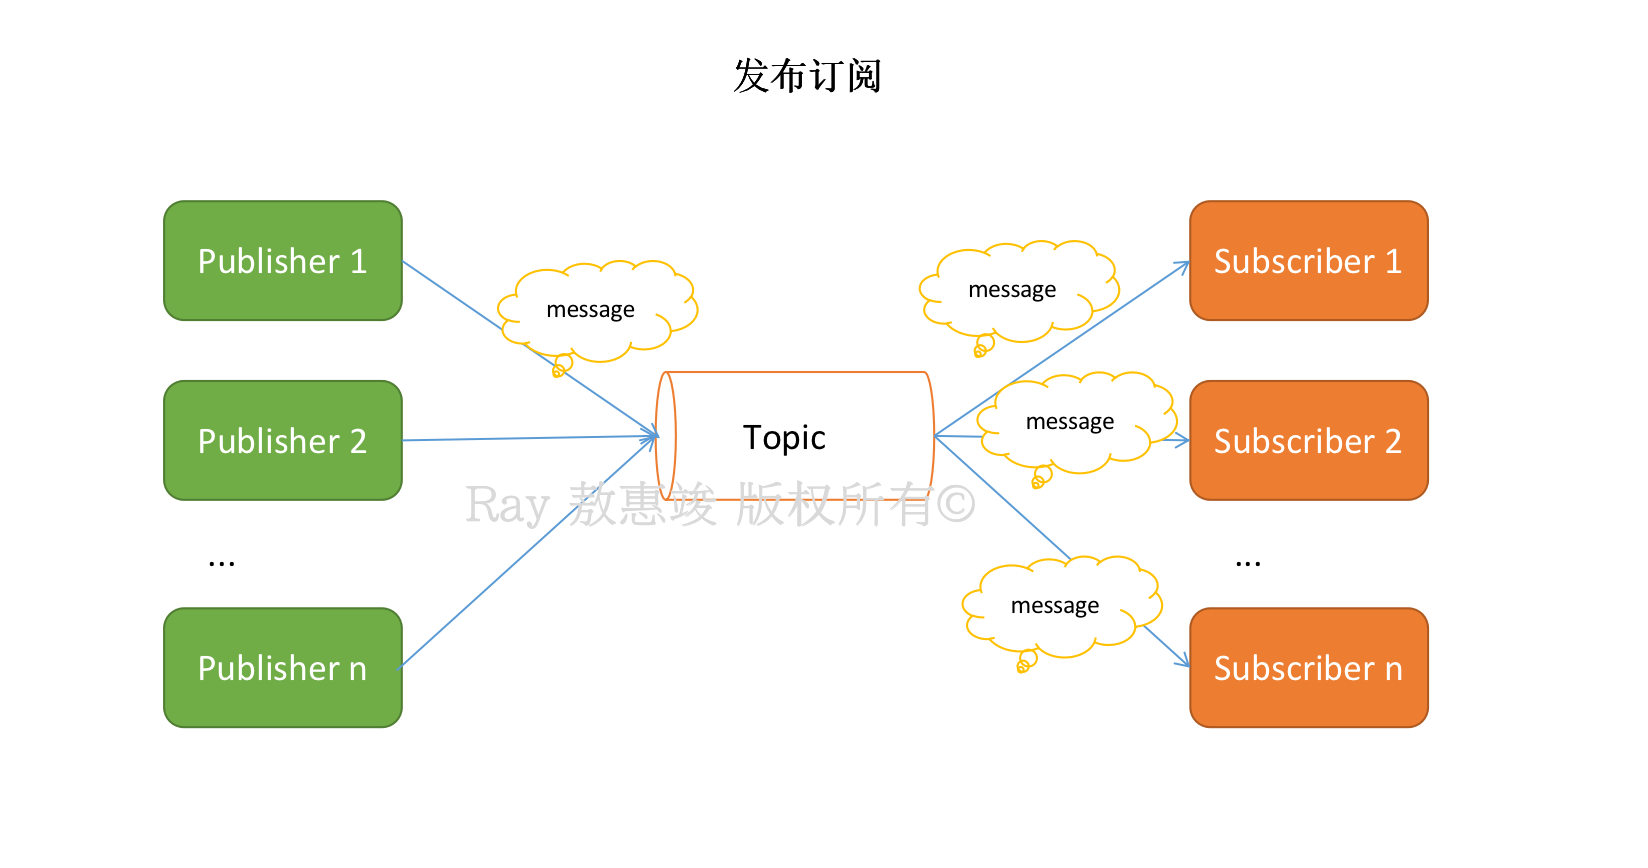 发布订阅
Publisher 1
message
message
Subscriber 1
Publisher 2
Topic
message
Subscriber 2
Ray 敖惠竣 版权所有©
...
...
message
Publisher n
Subscriber n